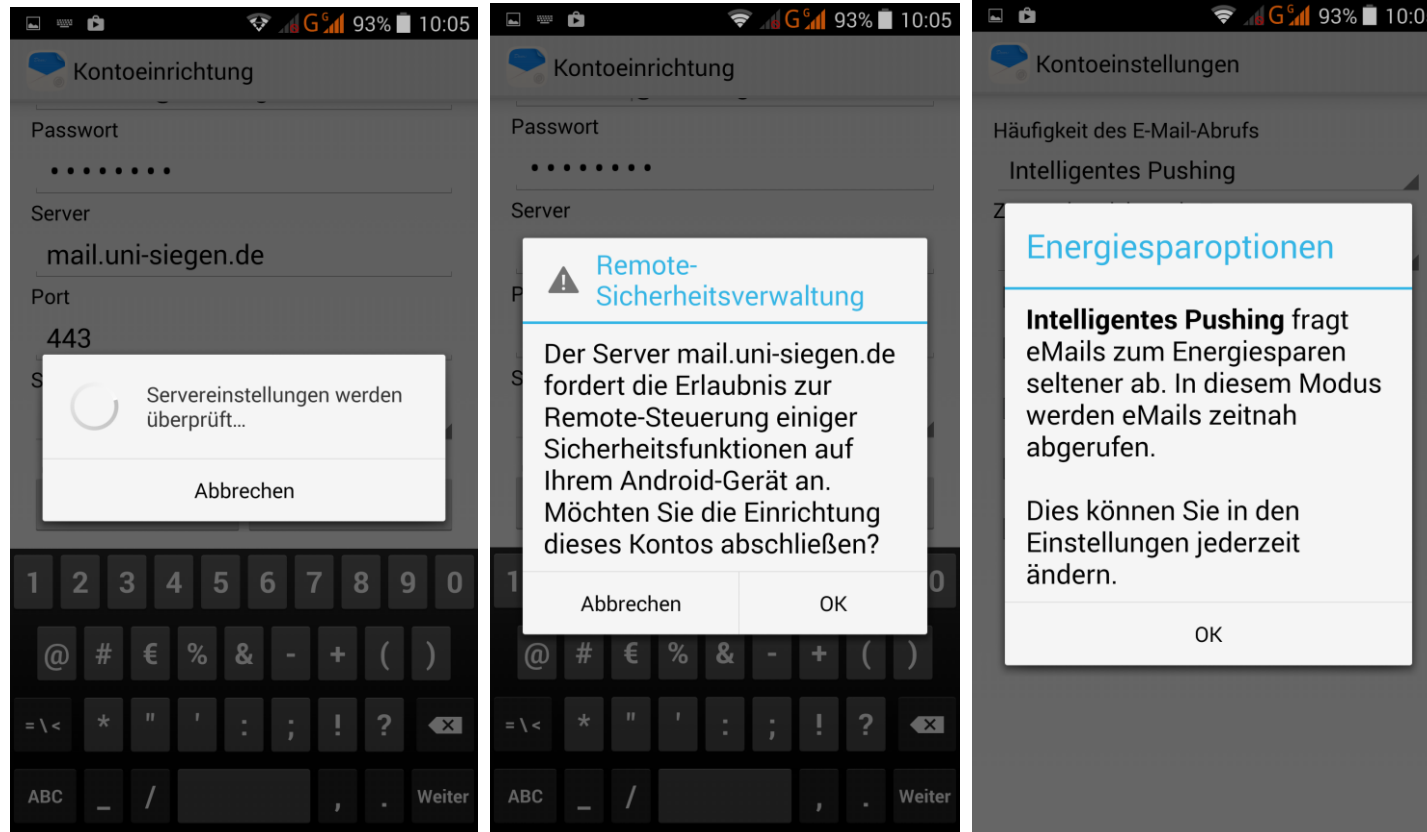 G G 93% 10:05
Kontoeinrichtung
Passwort
Server
mail.uni-siegen.de
Port
443
S
Servereinstellungen werden
überprüft...
Abbrechen
1 2 3 4 5 6 7 8 9 0
@ # € % & - + ( )
=\< * " ' : ; ! ?
ABC _ / , . Weiter
G G 93% 10:05
Kontoeinrichtung
Passwort
Server
P
S
Remote-
Sicherheitsverwaltung
Der Server mail.uni-siegen.de
fordert die Erlaubnis zur
Remote-Steuerung einiger
Sicherheitsfunktionen auf
Ihrem Android-Gerät an.
Möchten Sie die Einrichtung
dieses Kontos abschließen?
Abbrechen OK
1 0
@ # € % & - + ( )
=\< * " ' : ; ! ?
ABC _ / , . Weiter
G G 93% 10:0
Kontoeinstellungen
Häufigkeit des E-Mail-Abrufs
Intelligentes Pushing
Z
Energiesparoptionen
Intelligentes Pushing fragt
eMails zum Energiesparen
seltener ab. In diesem Modus
werden eMails zeitnah
abgerufen.
Dies können Sie in den
Einstellungen jederzeit
ändern.
OK